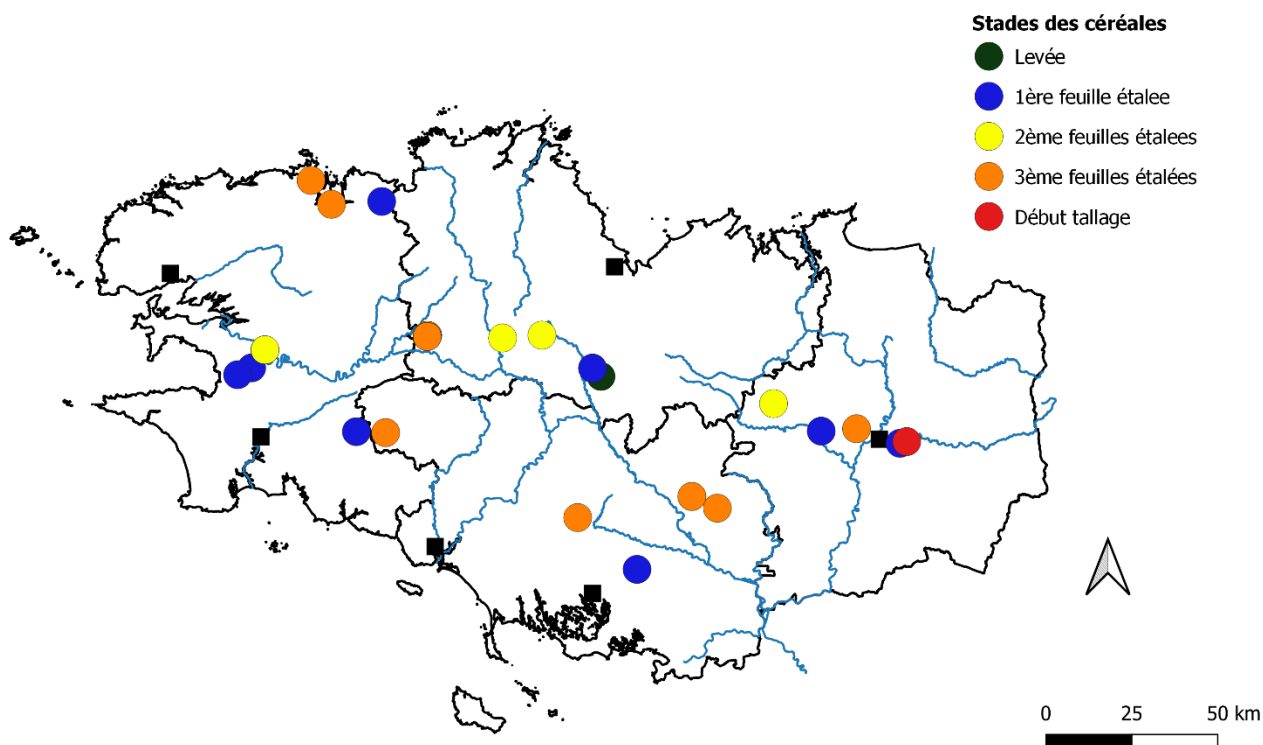 Stades des céréales
Levée
1ère feuille étalee
2ème feuilles étalees
3ème feuilles étalées
Début tallage
0 25 50 km